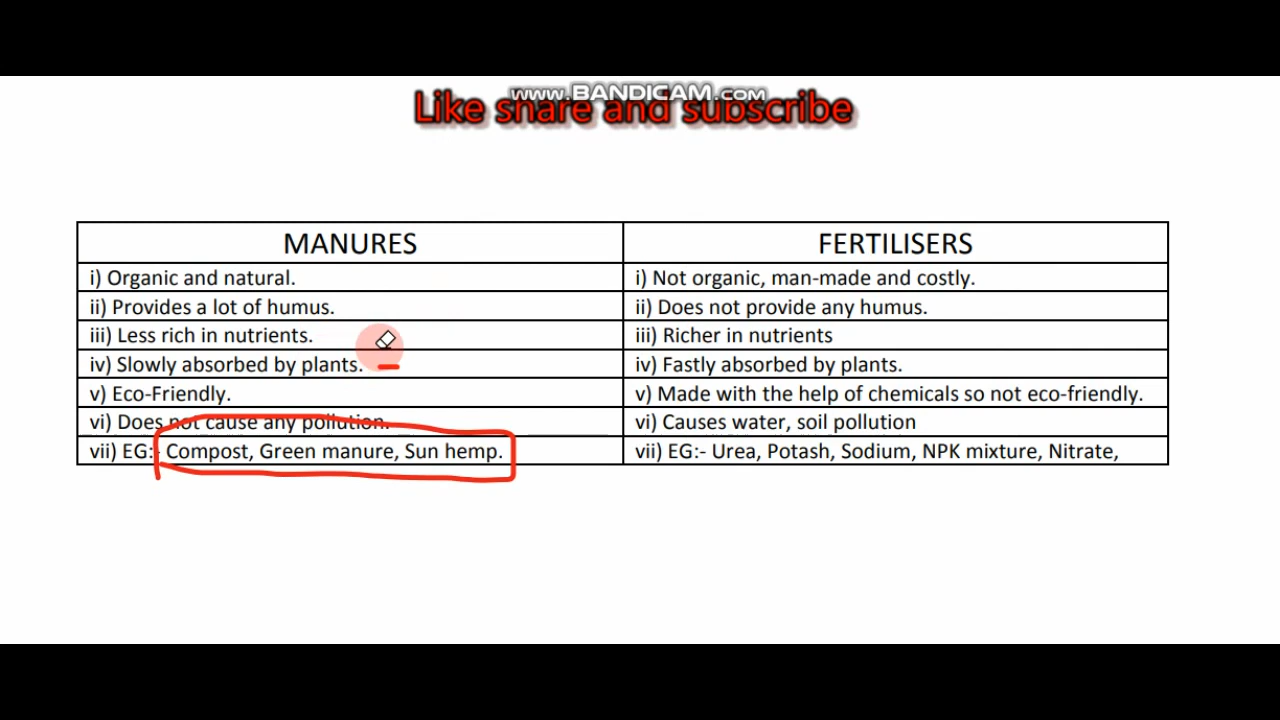 www.BANDICAM.com
Like share and subscribe
MANURES
FERTILISERS
i) Organic and natural.
i) Not organic, man-made and costly.
ii) Provides a lot of humus.
ii) Does not provide any humus.
iii) Less rich in nutrients.
iii) Richer in nutrients
iv) Slowly absorbed by plants.
iv) Fastly absorbed by plants.
v) Eco-Friendly.
v) Made with the help of chemicals so not eco-friendly.
vi) Does not cause any pollution.
vi) Causes water, soil pollution
vii) EG:- Compost, Green manure, Sun hemp.
vii) EG:- Urea, Potash, Sodium, NPK mixture, Nitrate,